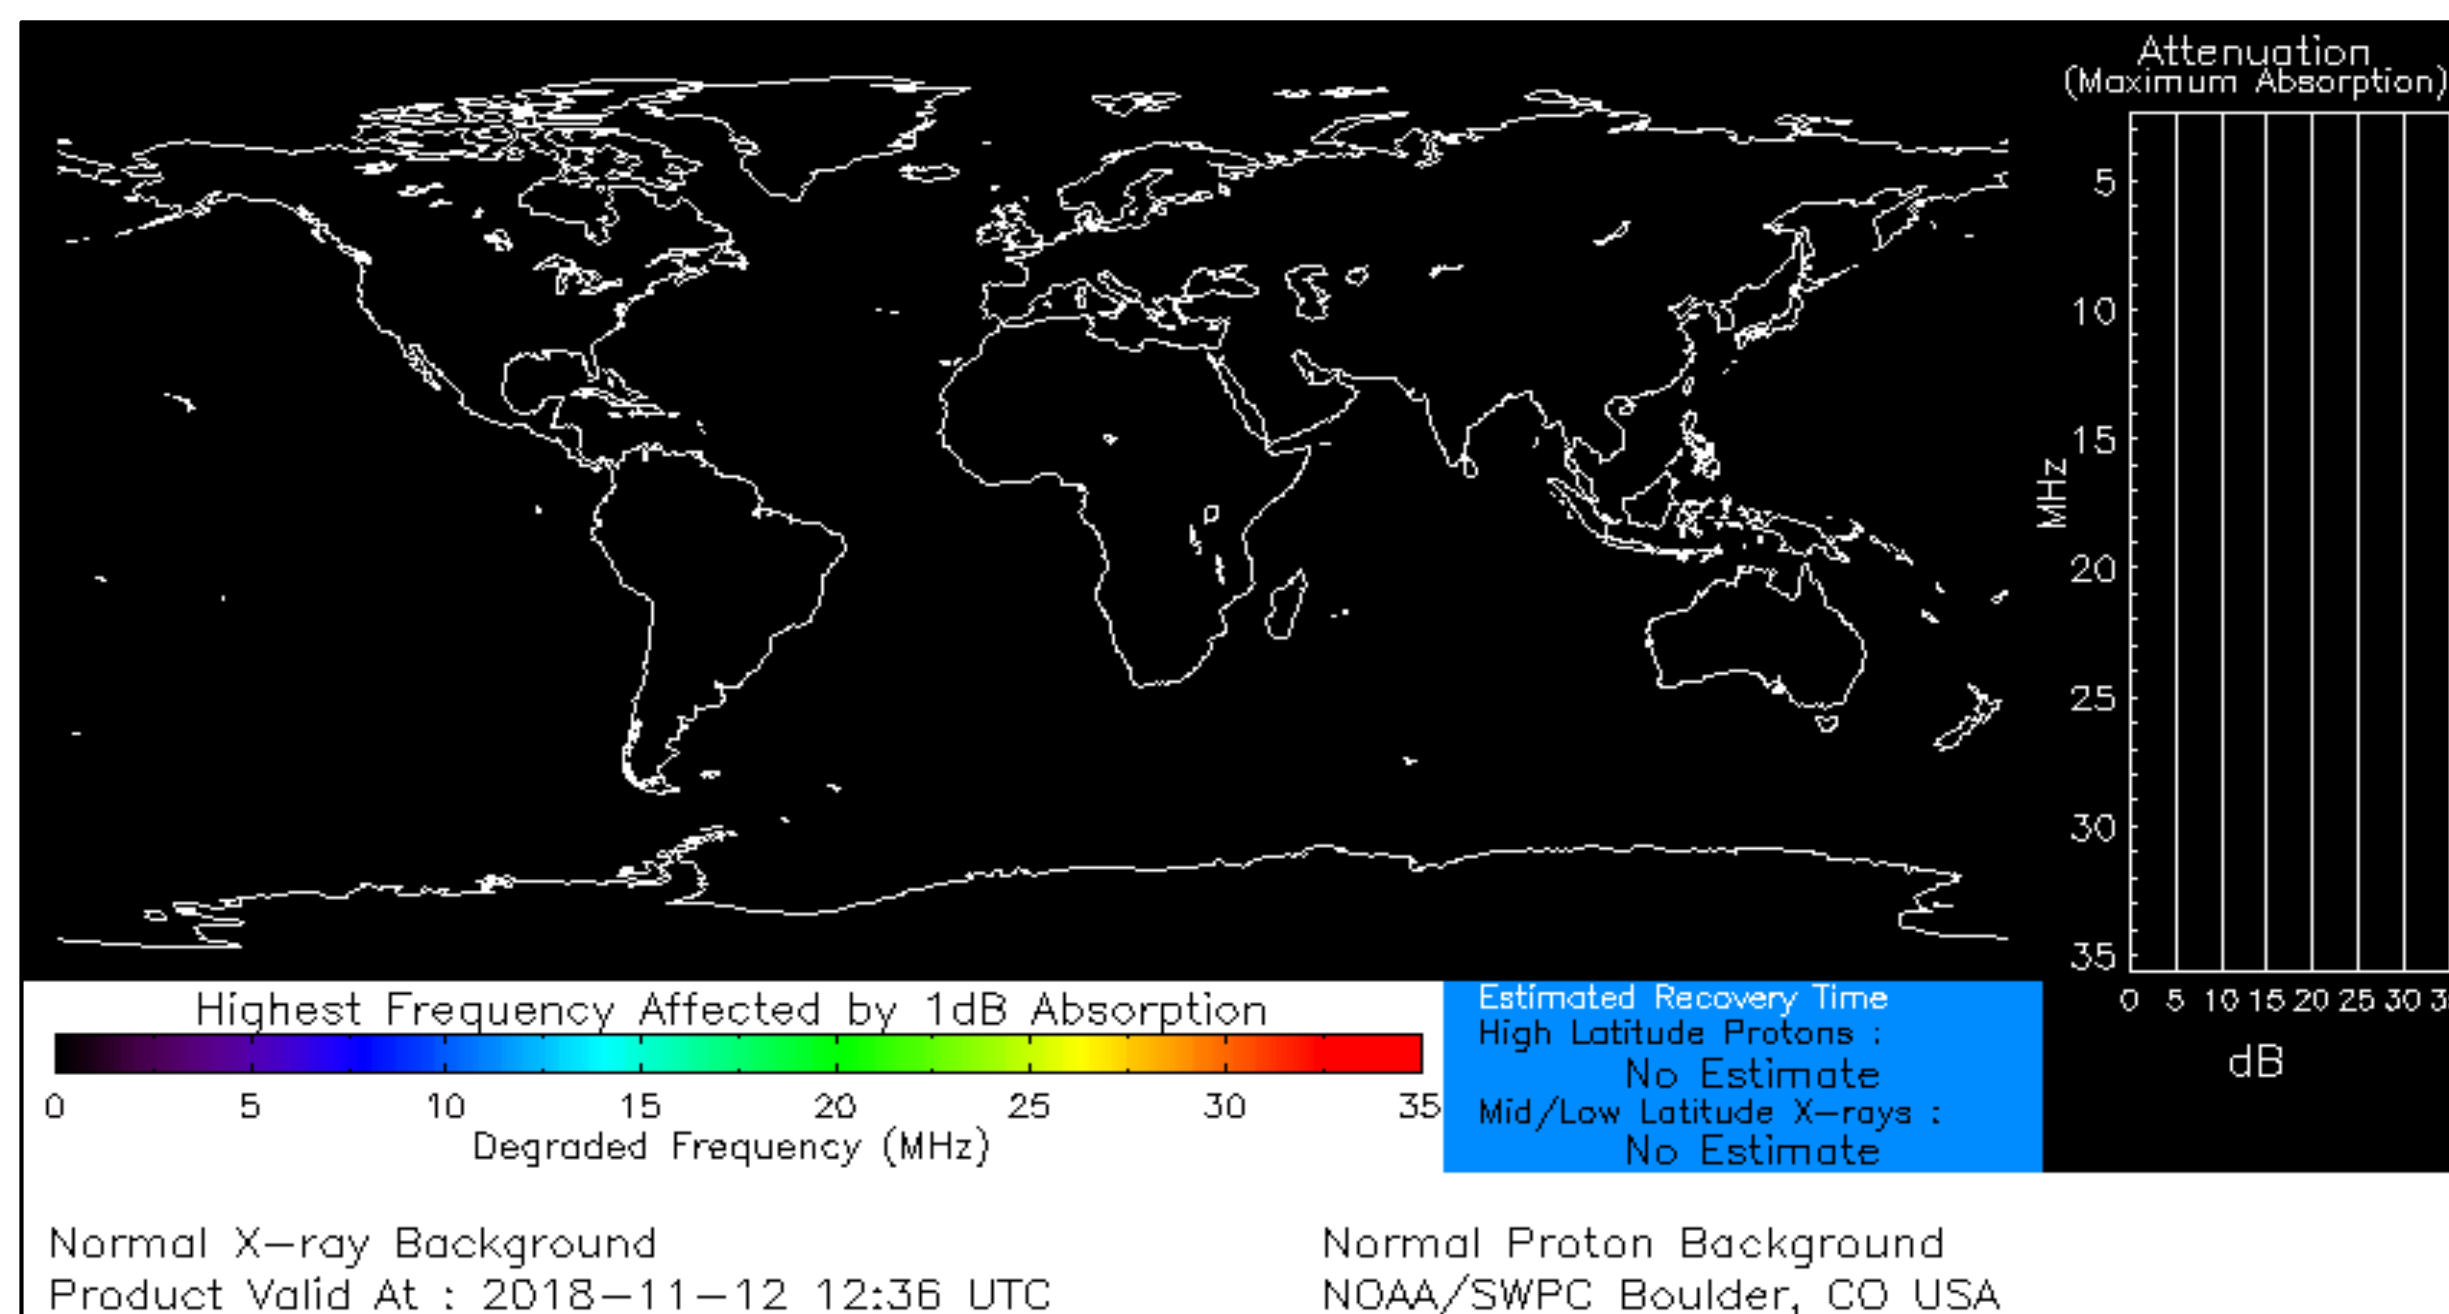 Attenuation
(Maximum Absorption)
5
10
15
20
25
30
35
MHz
0 5 10 15 20 25 30
dB
Highest Frequency Affected by 1dB Absorption
0 5 10 15 20 25 30 35
Degraded Frequency (MHz)
Estimated Recovery Time
High Latitude Protons :
No Estimate
Mid/Low Latitude X-rays :
No Estimate
Normal X-ray Background
Normal Proton Background
Product Valid At : 2018-11-12 12:36 UTC
NOAA/SWPC Boulder, CO USA